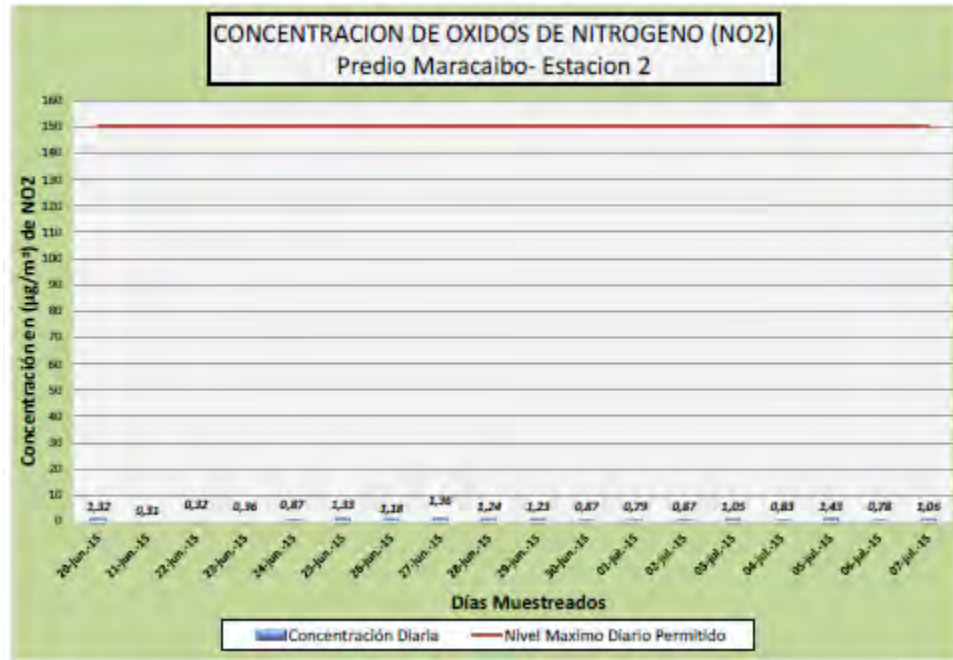 CONCENTRACION DE OXIDOS DE NITROGENO (NO2)
Predio Maracaibo- Estacion 2
Concentración en (µg/m³) de NO2
160
150
140
130
120
110
100
90
80
70
60
50
40
30
20
10
0
1,32 0,31 0,32 0,36 0,87 1,33 1,18 1,36 1,24 1,23 0,87 0,79 0,87 1,05 0,83 1,43 0,78 1,06
20-jun.-15 21-jun.-15 22-jun.-15 23-jun.-15 24-jun.-15 25-jun.-15 26-jun.-15 27-jun.-15 28-jun.-15 29-jun.-15 30-jun.-15 01-jul.-15 02-jul.-15 03-jul.-15 04-jul.-15 05-jul.-15 06-jul.-15 07-jul.-15
Días Muestreados
Concentración Diaria Nivel Maximo Diario Permitido